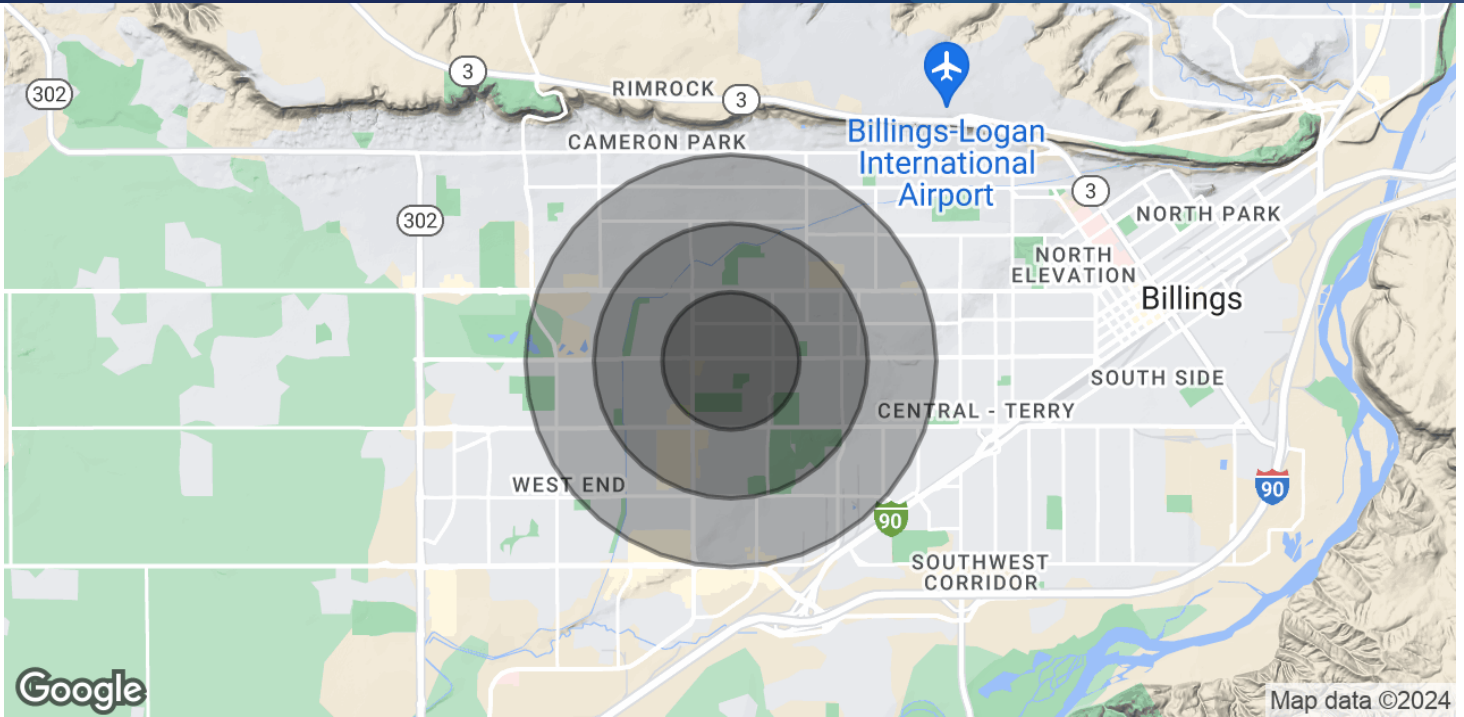 3
302
RIMROCK
3
CAMERON PARK
Billings-Logan
International
Airport
3
302
NORTH PARK
NORTH
ELEVATION
Billings
SOUTH SIDE
CENTRAL - TERRY
WEST END
90
90
SOUTHWEST
CORRIDOR
Google
Map data ©2024